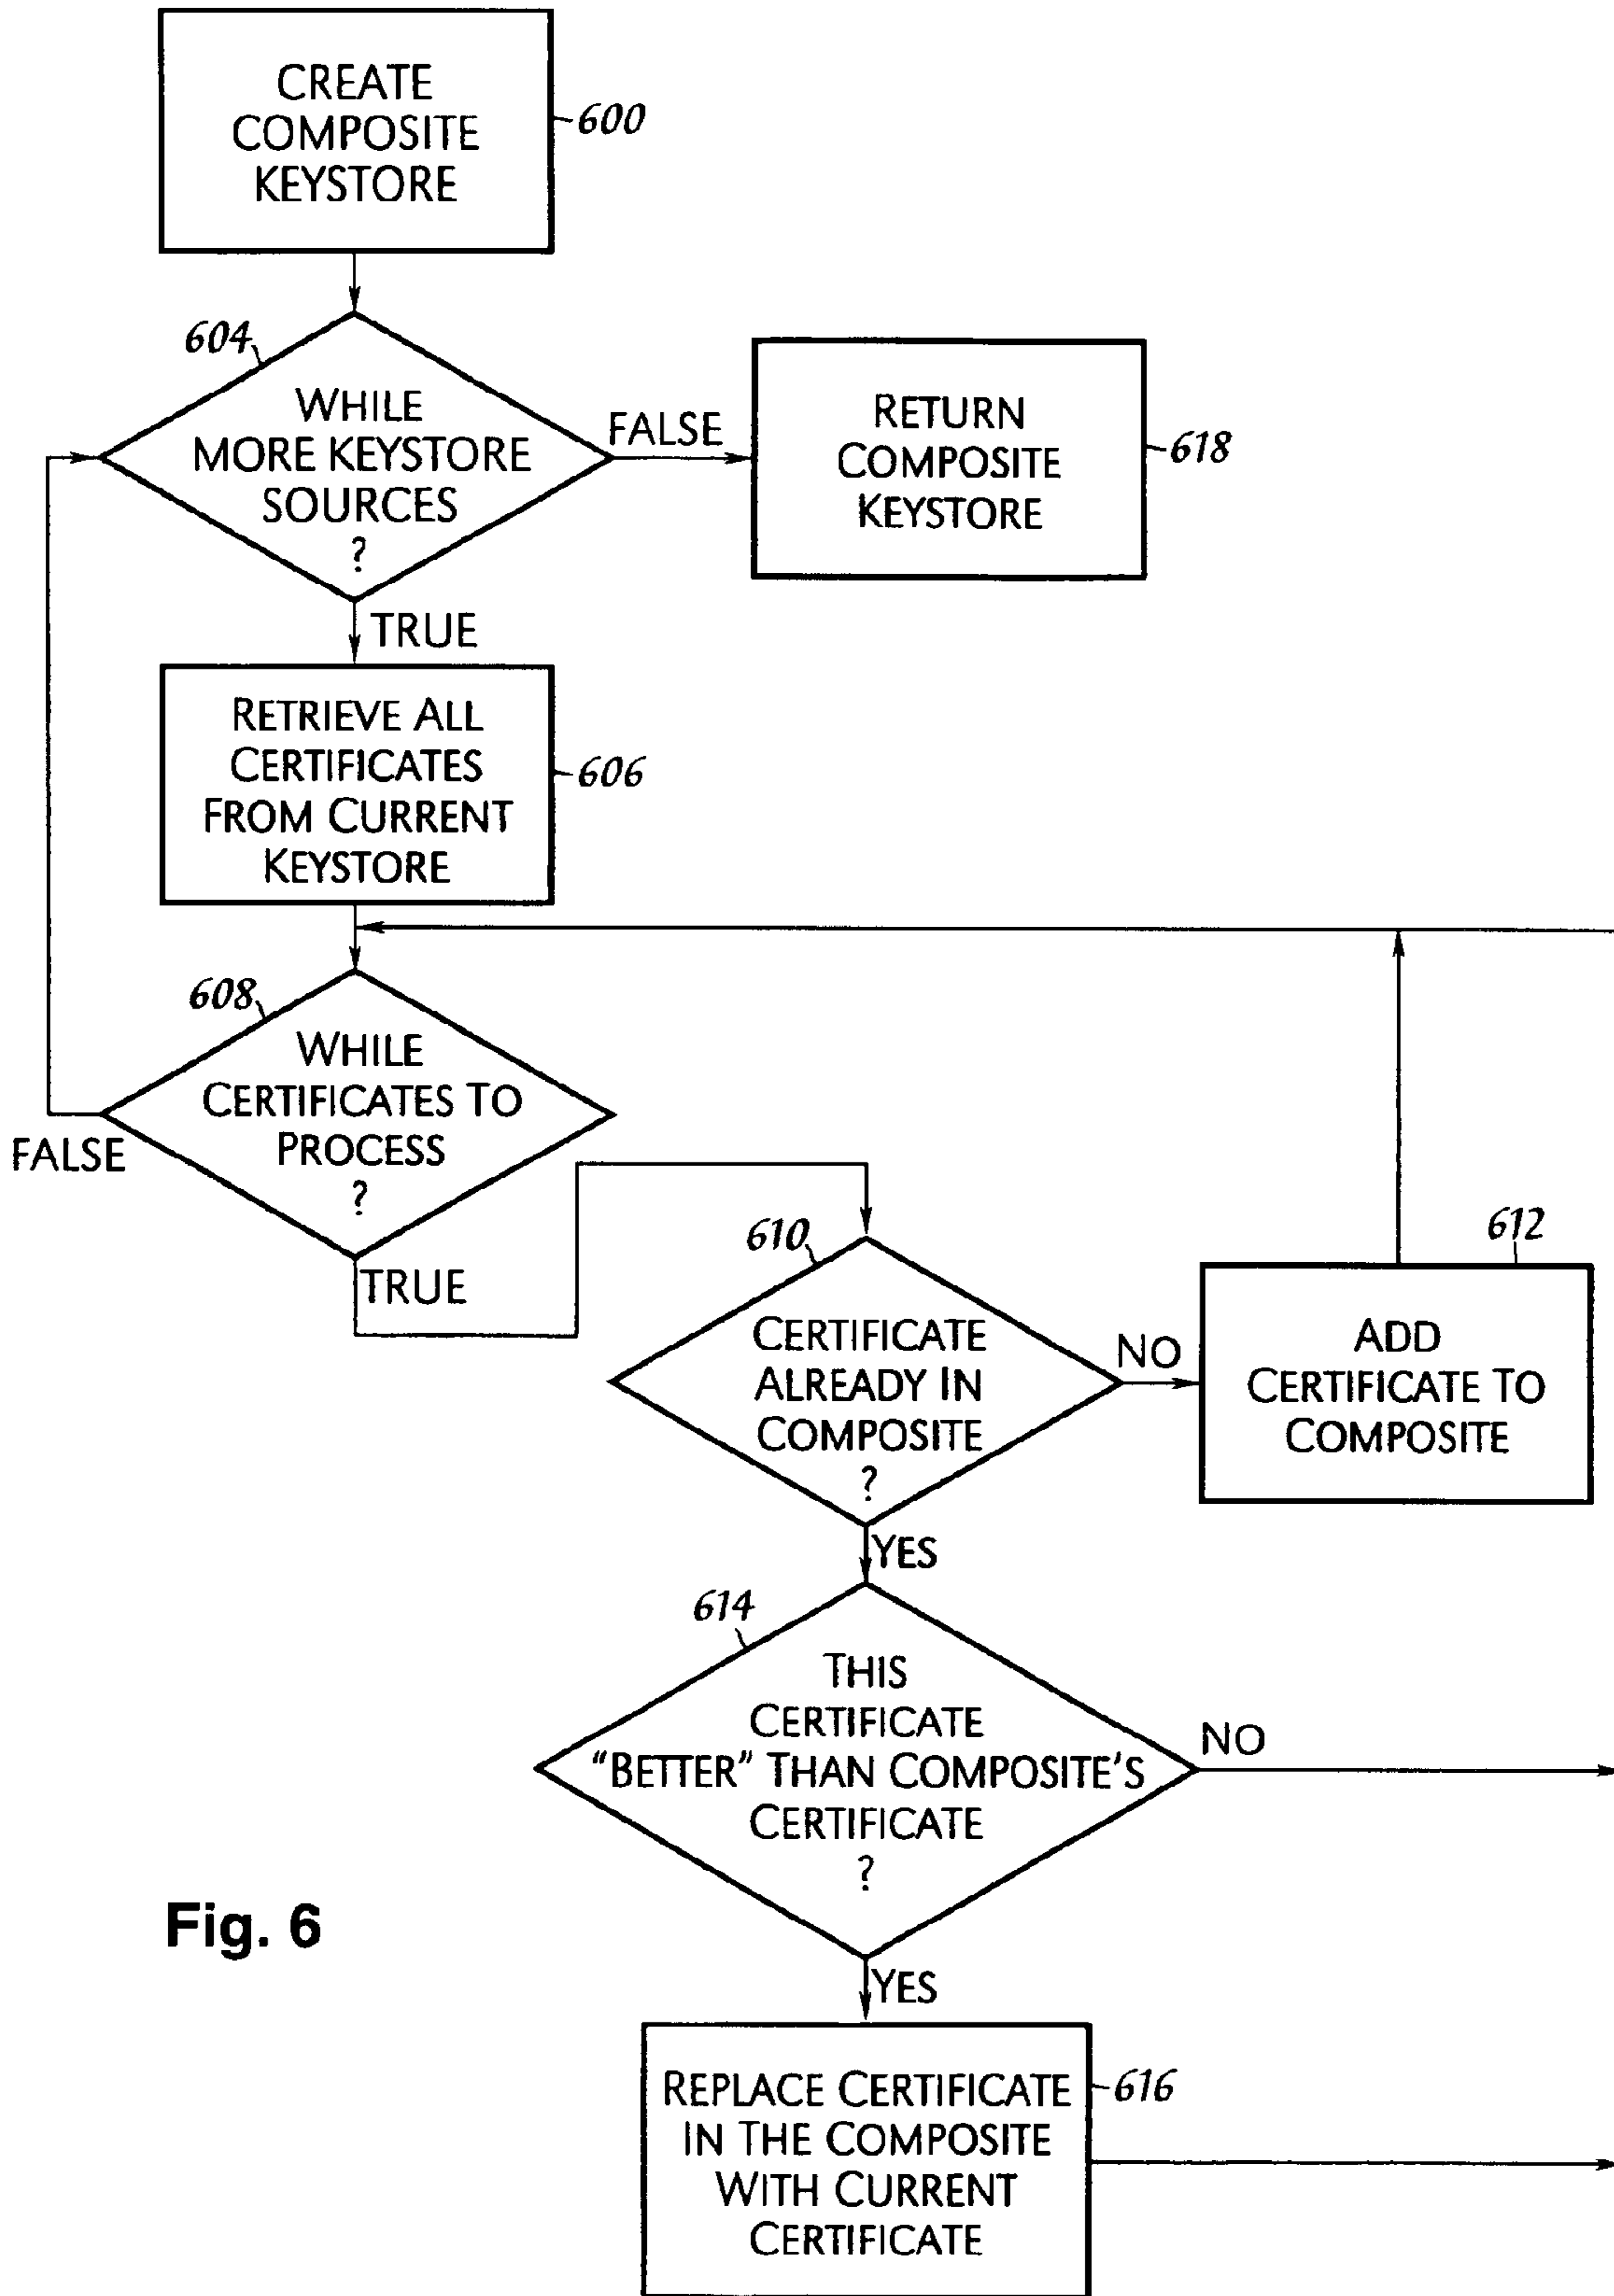 CREATE
COMPOSITE
KEYSTORE
600
604
WHILE
MORE KEYSTORE
SOURCES
?
FALSE
RETURN
COMPOSITE
KEYSTORE
618
TRUE
RETRIEVE ALL
CERTIFICATES
FROM CURRENT
KEYSTORE
606
608
WHILE
CERTIFICATES TO
PROCESS
?
FALSE
TRUE
610
CERTIFICATE
ALREADY IN
COMPOSITE
?
NO
612
ADD
CERTIFICATE TO
COMPOSITE
YES
614
THIS
CERTIFICATE
“BETTER” THAN COMPOSITE'S
CERTIFICATE
?
NO
YES
REPLACE CERTIFICATE
IN THE COMPOSITE
WITH CURRENT
CERTIFICATE
616
Fig. 6